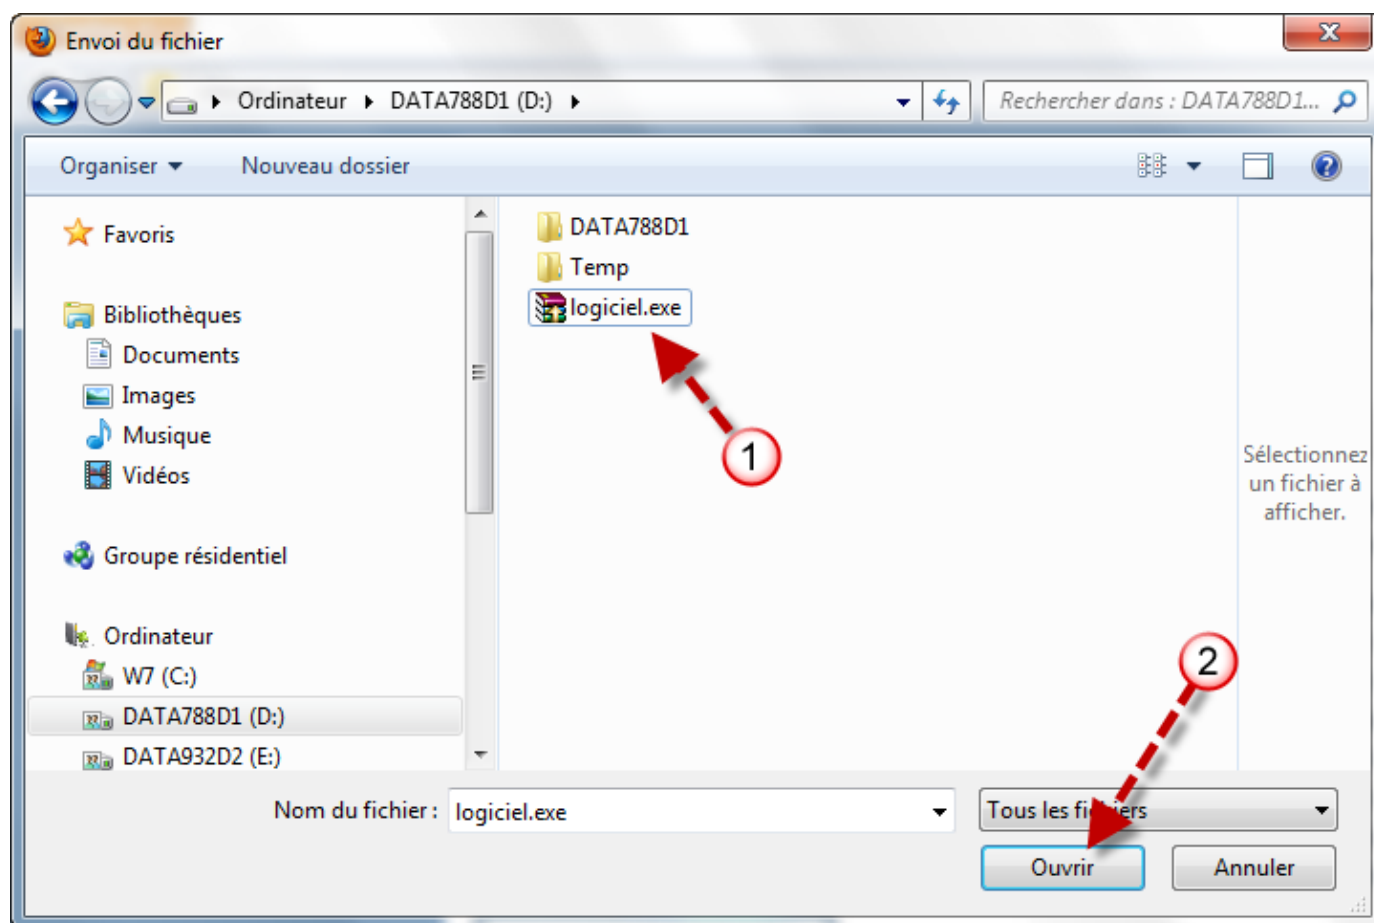 Envoi du fichier
Ordinateur DATA788D1 (D:)
Rechercher dans : DATA788D1...
Organiser
Nouveau dossier
Favoris
Bibliothèques
Documents
Images
Musique
Vidéos
Groupe résidentiel
Ordinateur
W7 (C:)
DATA788D1 (D:)
DATA932D2 (E:)
DATA788D1
Temp
logiciel.exe
1
Sélectionnez
un fichier à
afficher.
2
Nom du fichier : logiciel.exe
Tous les fichiers
Ouvrir
Annuler